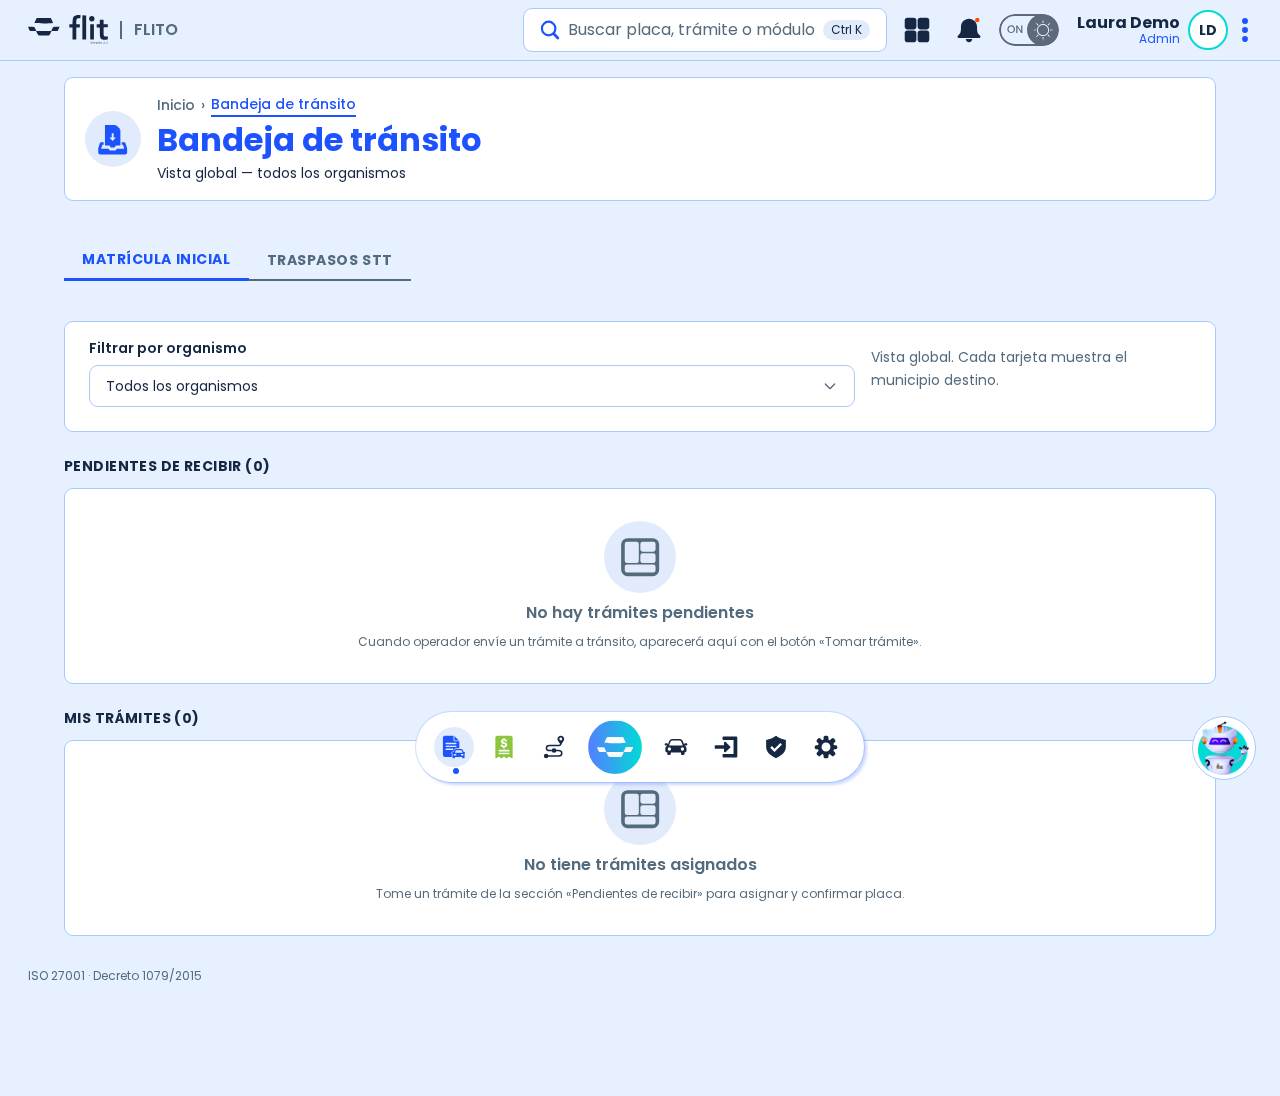 flit
FLITO
Buscar placa, trámite o módulo
Ctrl K
ON
Laura Demo
Admin
LD
Inicio › Bandeja de tránsito
Bandeja de tránsito
Vista global — todos los organismos
MATRÍCULA INICIAL
TRASPASOS STT
Filtrar por organismo
Todos los organismos
Vista global. Cada tarjeta muestra el
municipio destino.
PENDIENTES DE RECIBIR (0)
No hay trámites pendientes
Cuando operador envíe un trámite a tránsito, aparecerá aquí con el botón «Tomar trámite».
MIS TRÁMITES (0)
No tiene trámites asignados
Tome un trámite de la sección «Pendientes de recibir» para asignar y confirmar placa.
ISO 27001 · Decreto 1079/2015